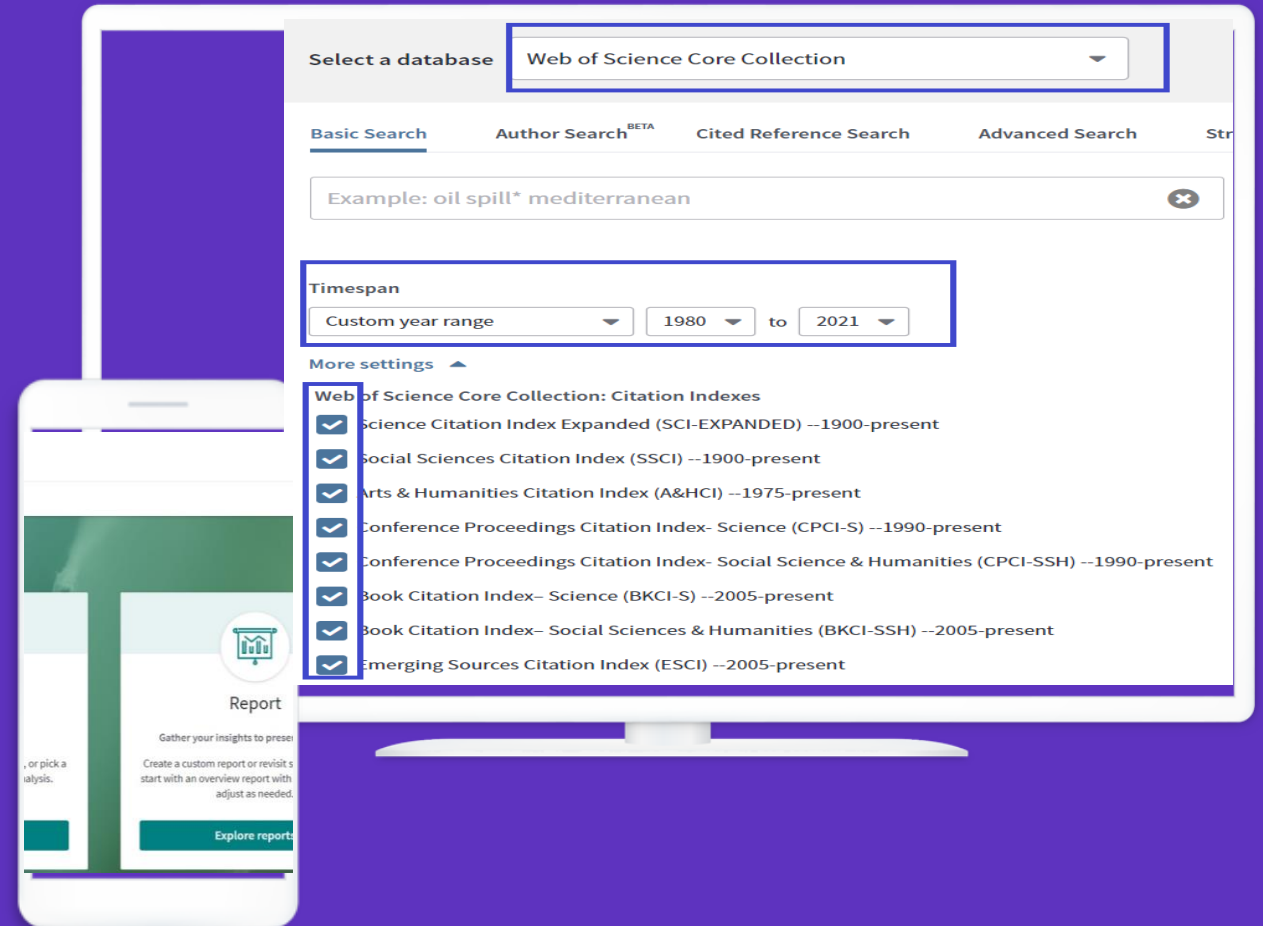 Select a database Web of Science Core Collection
Basic Search Author Search BETA Cited Reference Search Advanced Search Str
Example: oil spill* mediterranean
Timespan
Custom year range 1980 to 2021
More settings
Web of Science Core Collection: Citation Indexes
Science Citation Index Expanded (SCI-EXPANDED) --1900-present
Social Sciences Citation Index (SSCI) --1900-present
Arts & Humanities Citation Index (A&HCI) --1975-present
Conference Proceedings Citation Index- Science (CPCI-S) --1990-present
Conference Proceedings Citation Index- Social Science & Humanities (CPCI-SSH) --1990-present
Book Citation Index– Science (BKCI-S) --2005-present
Book Citation Index– Social Sciences & Humanities (BKCI-SSH) --2005-present
Emerging Sources Citation Index (ESCI) --2005-present
, or pick a
alysis.
Report
Gather your insights to prese
Create a custom report or revisit s
start with an overview report with
adjust as needed.
Explore reports